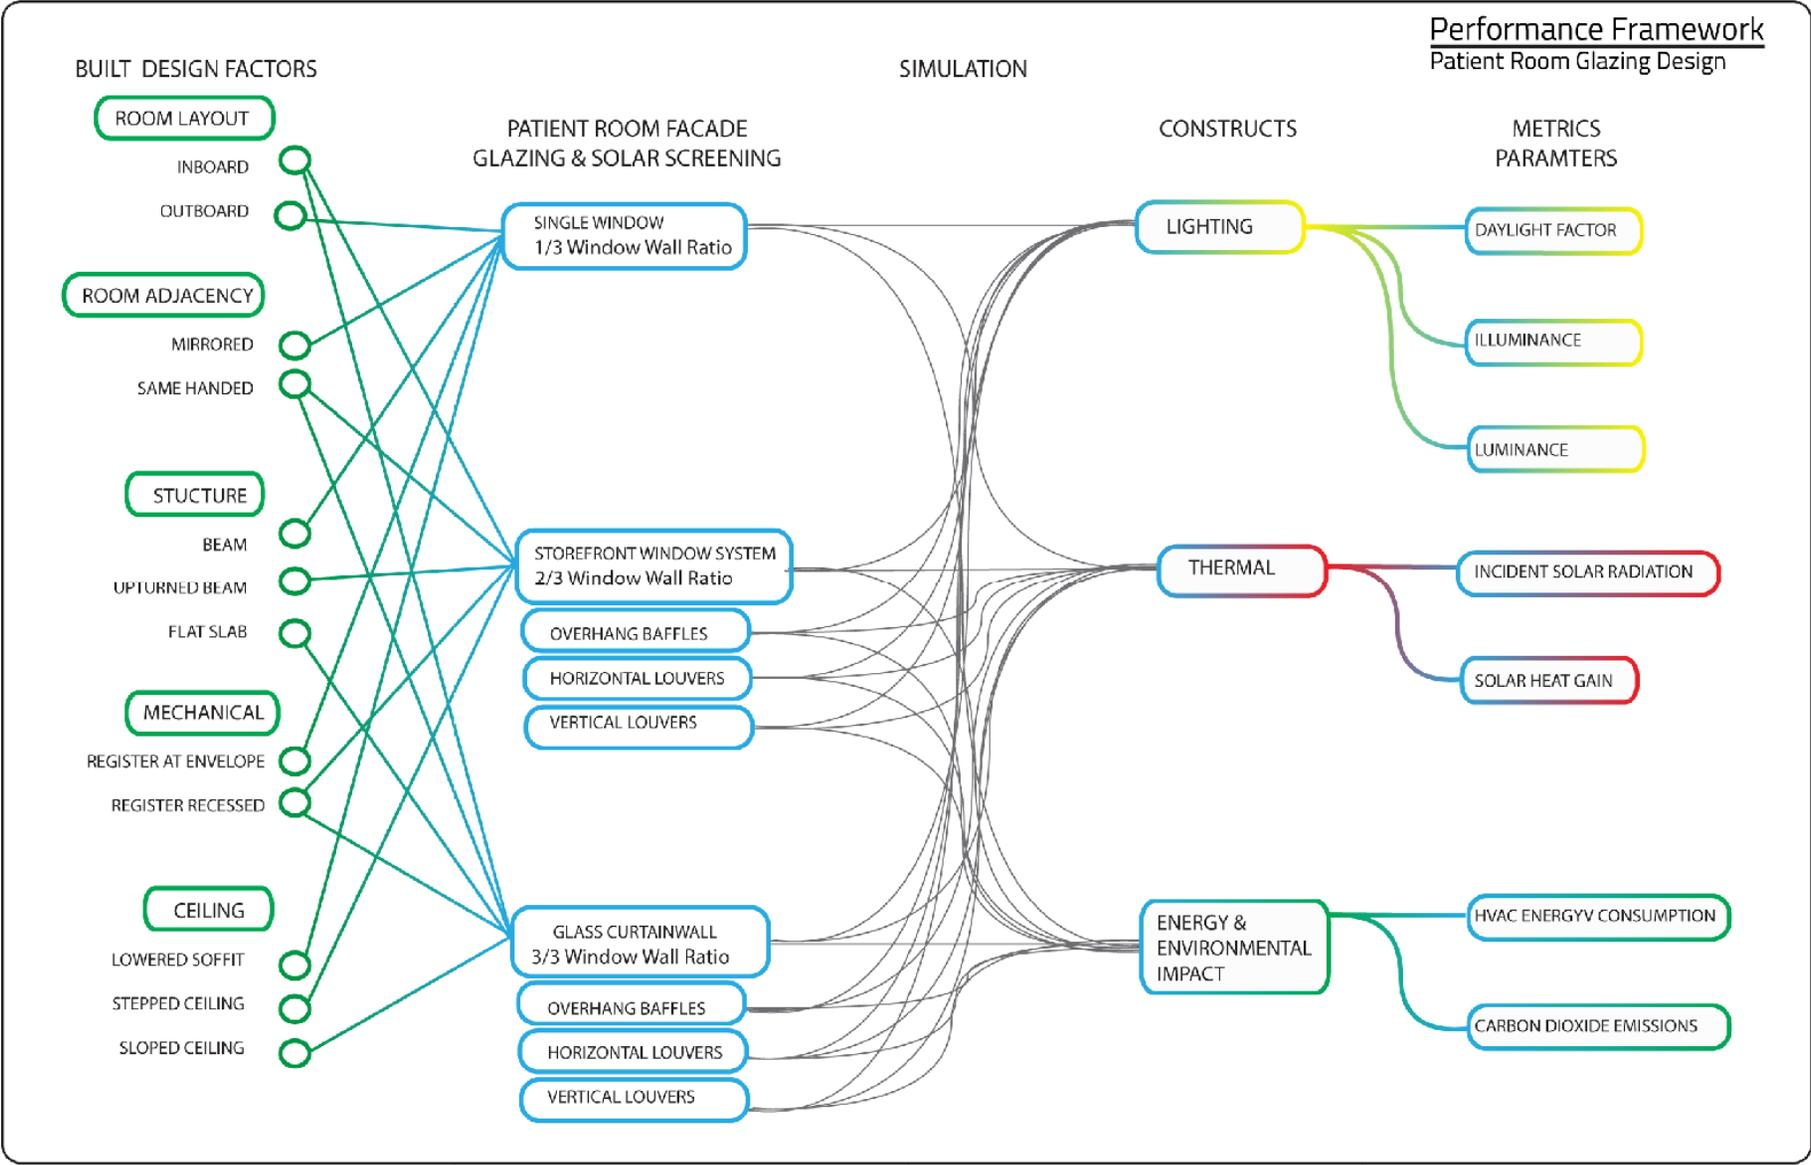 Performance Framework
Patient Room Glazing Design
BUILT DESIGN FACTORS
SIMULATION
ROOM LAYOUT
INBOARD
OUTBOARD
ROOM ADJACENCY
MIRRORED
SAME HANDED
STUCTURE
BEAM
UPTURNED BEAM
FLAT SLAB
MECHANICAL
REGISTER AT ENVELOPE
REGISTER RECESSED
CEILING
LOWERED SOFFIT
STEPPED CEILING
SLOPED CEILING
PATIENT ROOM FACADE
GLAZING & SOLAR SCREENING
SINGLE WINDOW
1/3 Window Wall Ratio
STOREFRONT WINDOW SYSTEM
2/3 Window Wall Ratio
OVERHANG BAFFLES
HORIZONTAL LOUVERS
VERTICAL LOUVERS
GLASS CURTAINWALL
3/3 Window Wall Ratio
OVERHANG BAFFLES
HORIZONTAL LOUVERS
VERTICAL LOUVERS
CONSTRUCTS
LIGHTING
THERMAL
ENERGY &
ENVIRONMENTAL
IMPACT
METRICS
PARAMTERS
DAYLIGHT FACTOR
ILLUMINANCE
LUMINANCE
INCIDENT SOLAR RADIATION
SOLAR HEAT GAIN
HVAC ENERGYV CONSUMPTION
CARBON DIOXIDE EMISSIONS